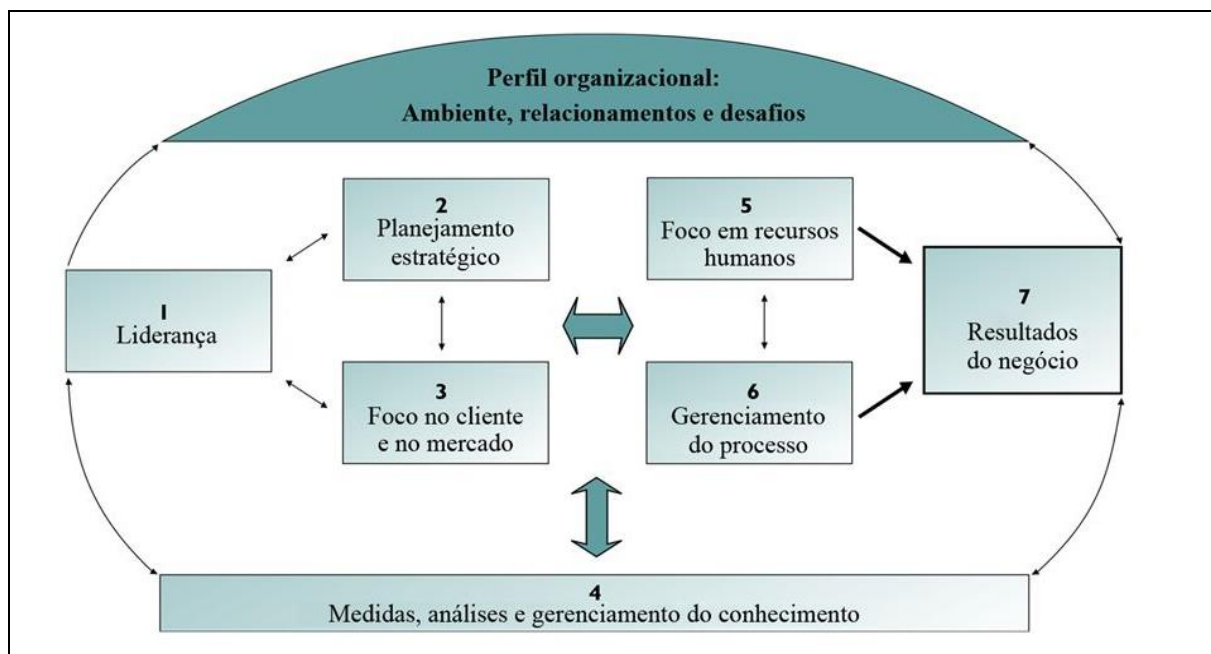 Perfil organizacional:
Ambiente, relacionamentos e desafios
1
Liderança
2
Planejamento
estratégico
3
Foco no cliente
e no mercado
5
Foco em recursos
humanos
6
Gerenciamento
do processo
7
Resultados
do negócio
4
Medidas, análises e gerenciamento do conhecimento